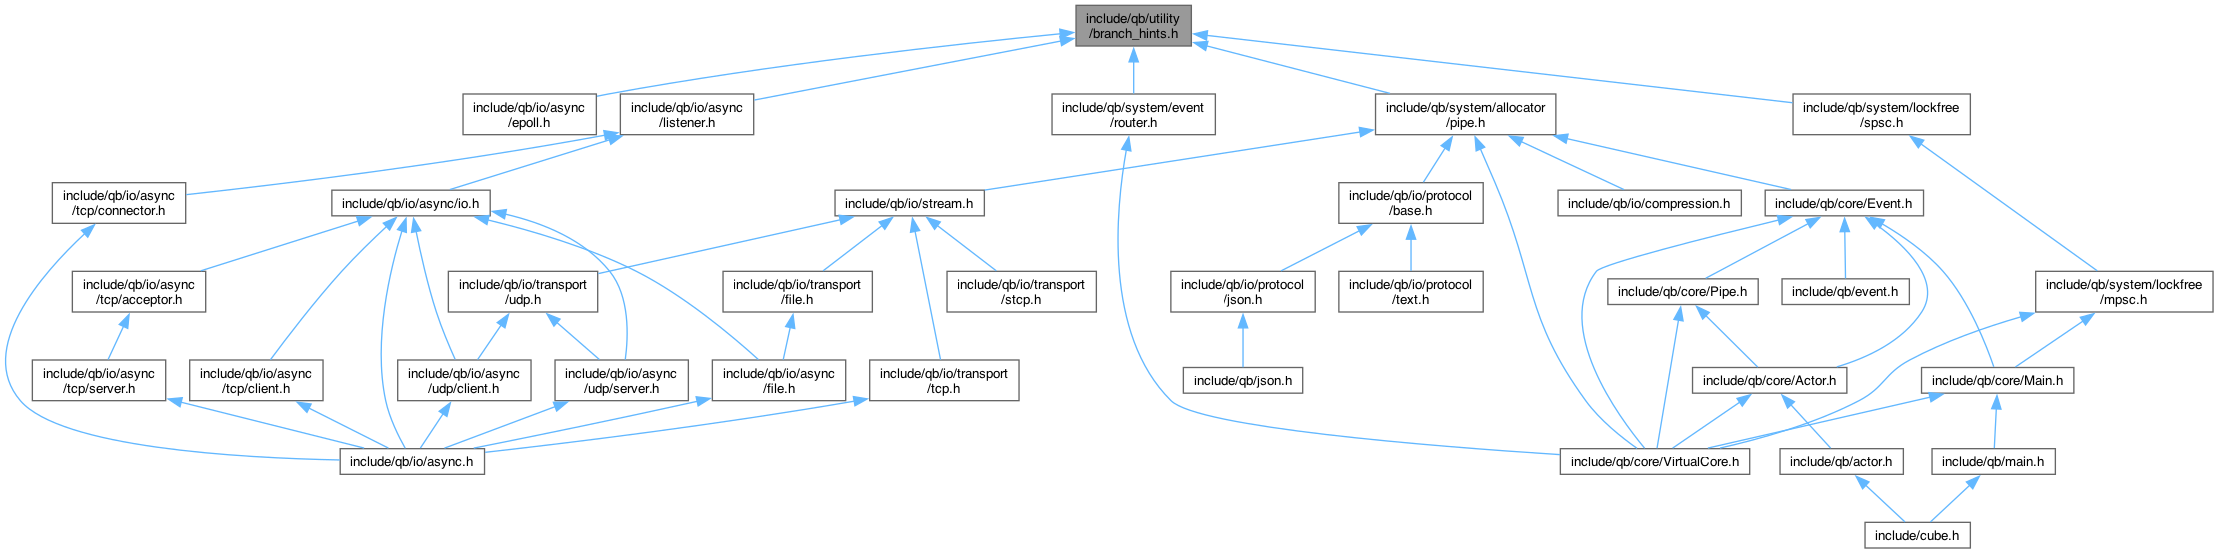 include/qb/utility
/branch_hints.h
include/qb/io/async
/epoll.h
include/qb/io/async
/listener.h
include/qb/system/event
/router.h
include/qb/system/allocator
/pipe.h
include/qb/system/lockfree
/spsc.h
include/qb/io/async
/tcp/connector.h
include/qb/io/async/io.h
include/qb/io/stream.h
include/qb/io/protocol
/base.h
include/qb/io/compression.h
include/qb/core/Event.h
include/qb/io/async
/tcp/acceptor.h
include/qb/io/transport
/udp.h
include/qb/io/transport
/file.h
include/qb/io/transport
/stcp.h
include/qb/io/protocol
/json.h
include/qb/io/protocol
/text.h
include/qb/core/Pipe.h
include/qb/event.h
include/qb/system/lockfree
/mpsc.h
include/qb/io/async
/tcp/server.h
include/qb/io/async
/tcp/client.h
include/qb/io/async
/udp/client.h
include/qb/io/async
/udp/server.h
include/qb/io/async
/file.h
include/qb/io/transport
/tcp.h
include/qb/json.h
include/qb/core/Actor.h
include/qb/core/Main.h
include/qb/io/async.h
include/qb/core/VirtualCore.h
include/qb/actor.h
include/qb/main.h
include/cube.h